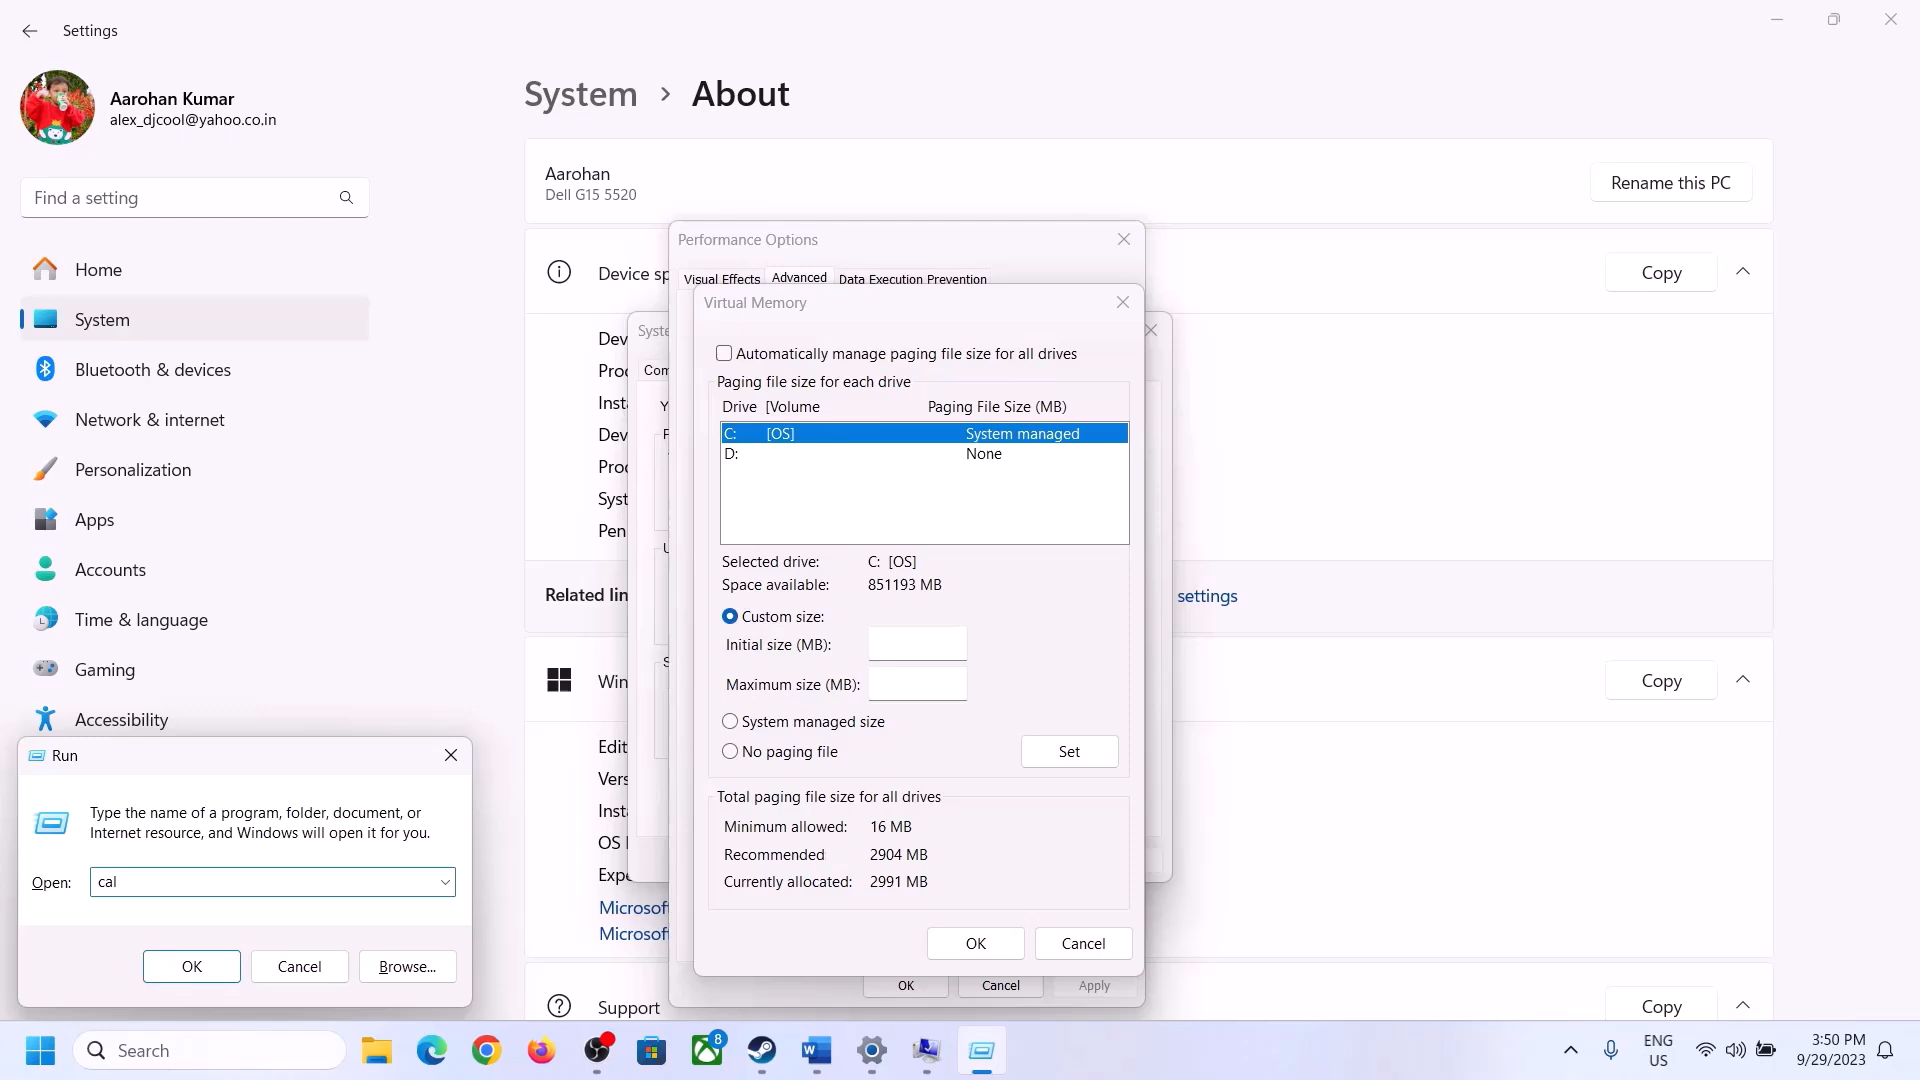 Settings
Aarohan Kumar
alex_djcool@yahoo.co.in
Find a setting
Home
System
Bluetooth & devices
Network & internet
Personalization
Apps
Accounts
Time & language
Gaming
Accessibility
System > About
Aarohan
Dell G15 5520
Rename this PC
Device sp
Copy
Dev
Proc
Insta
Dev
Proc
Syst
Pen
Related lin
settings
Win
Copy
Edit
Vers
Insta
OS
Expe
Microsof
Microsof
Support
Copy
Syste
Com
Performance Options
Visual Effects
Advanced
Data Execution Prevention
OK
Cancel
Apply
Virtual Memory
Automatically manage paging file size for all drives
Paging file size for each drive
Drive [Volume Paging File Size (MB)
C: [OS] System managed
D: None
Selected drive: C: [OS]
Space available: 851193 MB
Custom size:
Initial size (MB):
Maximum size (MB):
System managed size
No paging file
Set
Total paging file size for all drives
Minimum allowed: 16 MB
Recommended 2904 MB
Currently allocated: 2991 MB
OK
Cancel
Run
Type the name of a program, folder, document, or
Internet resource, and Windows will open it for you.
Open: cal
OK
Cancel
Browse...
Search
8
ENG
US
3:50 PM
9/29/2023